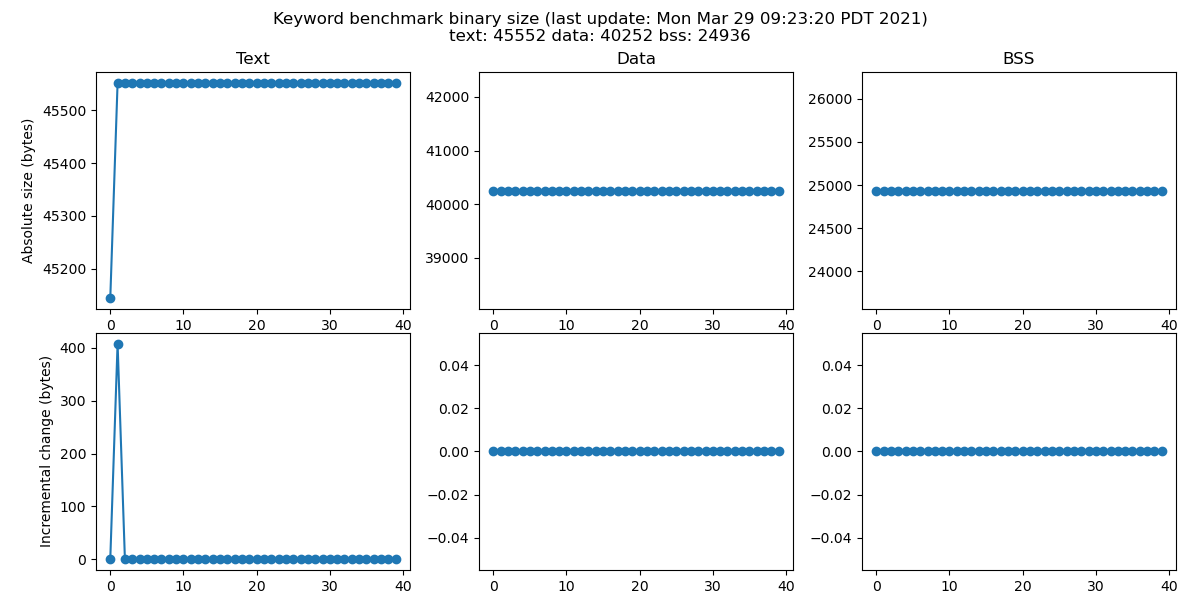 Keyword benchmark binary size (last update: Mon Mar 29 09:23:20 PDT 2021)
text: 45552 data: 40252 bss: 24936
Text
Data
BSS
Absolute size (bytes)
45500
45400
45300
45200
0 10 20 30 40
42000
41000
40000
39000
0 10 20 30 40
26000
25500
25000
24500
24000
0 10 20 30 40
Incremental change (bytes)
400
300
200
100
0
0 10 20 30 40
0.04
0.02
0.00
−0.02
−0.04
0 10 20 30 40
0.04
0.02
0.00
−0.02
−0.04
0 10 20 30 40